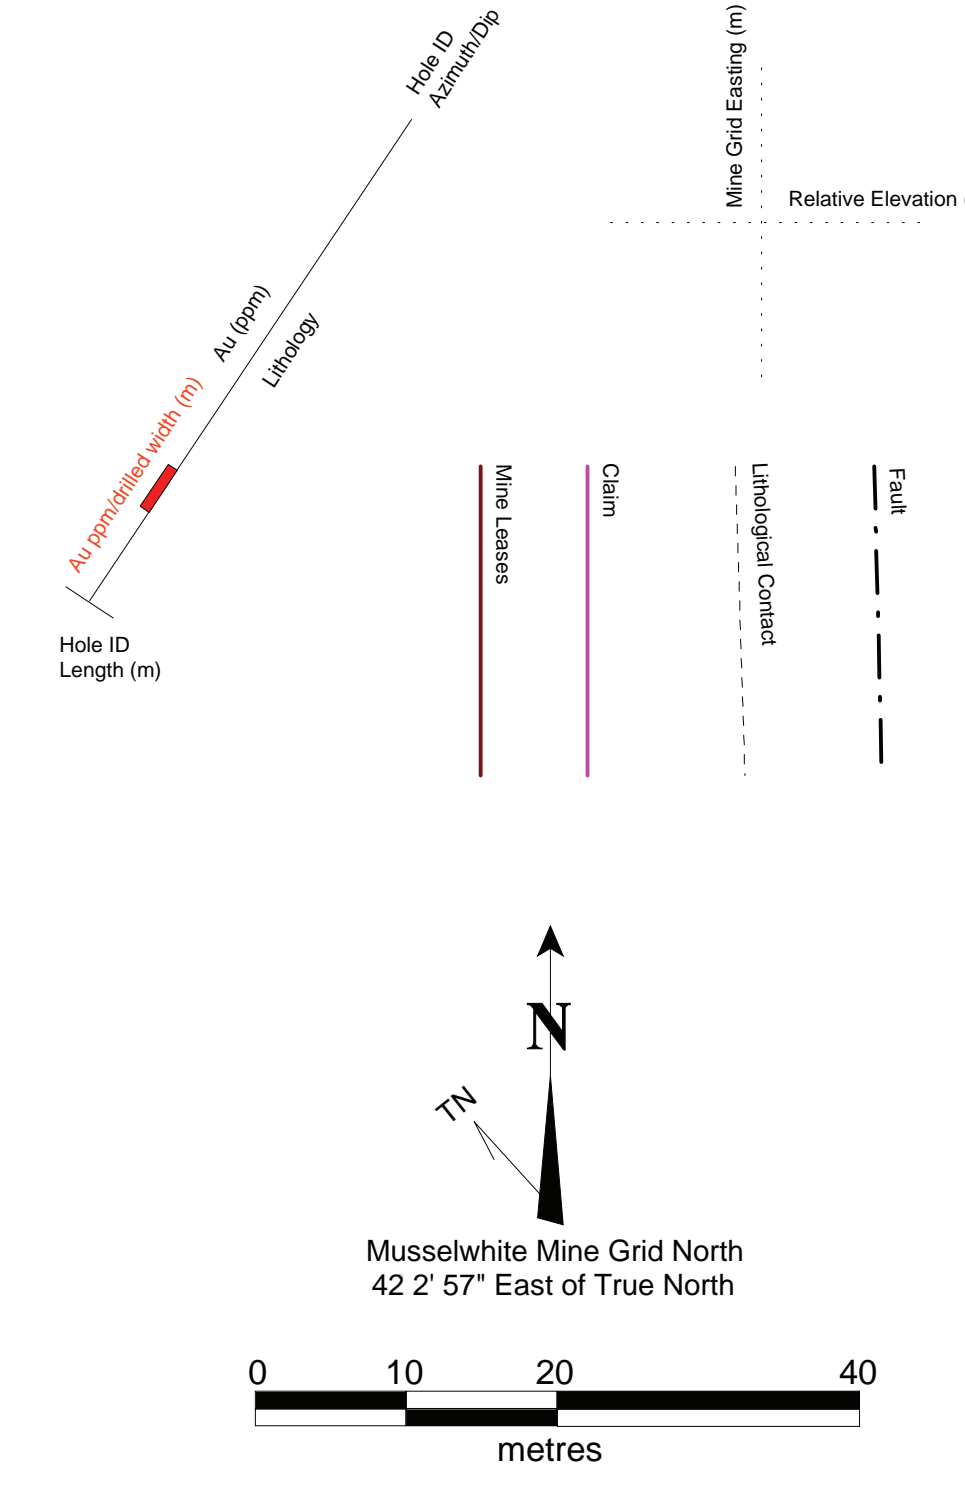 Hole ID
Azimuth/Dip
Mine Grid Easting (m)
Relative Elevation (
Au (ppm)
Lithology
Au ppm/drilled width (m)
Hole ID
Length (m)
Mine Leases
Claim
Lithological Contact
Fault
N
TN
Musselwhite Mine Grid North
42 2' 57" East of True North
0 10 20 40
metres